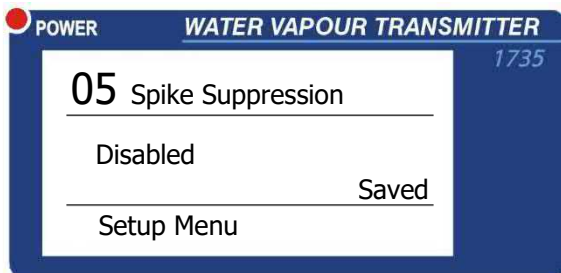 POWER WATER VAPOUR TRANSMITTER
1735
05 Spike Suppression
Disabled
Saved
Setup Menu